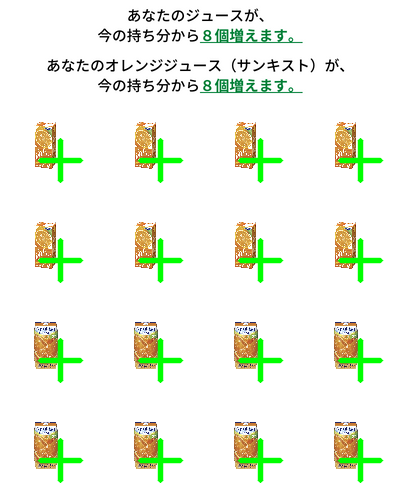 あなたのジュースが、
今の持ち分から８個増えます。
あなたのオレンジジュース（サンキスト）が、
今の持ち分から８個増えます。